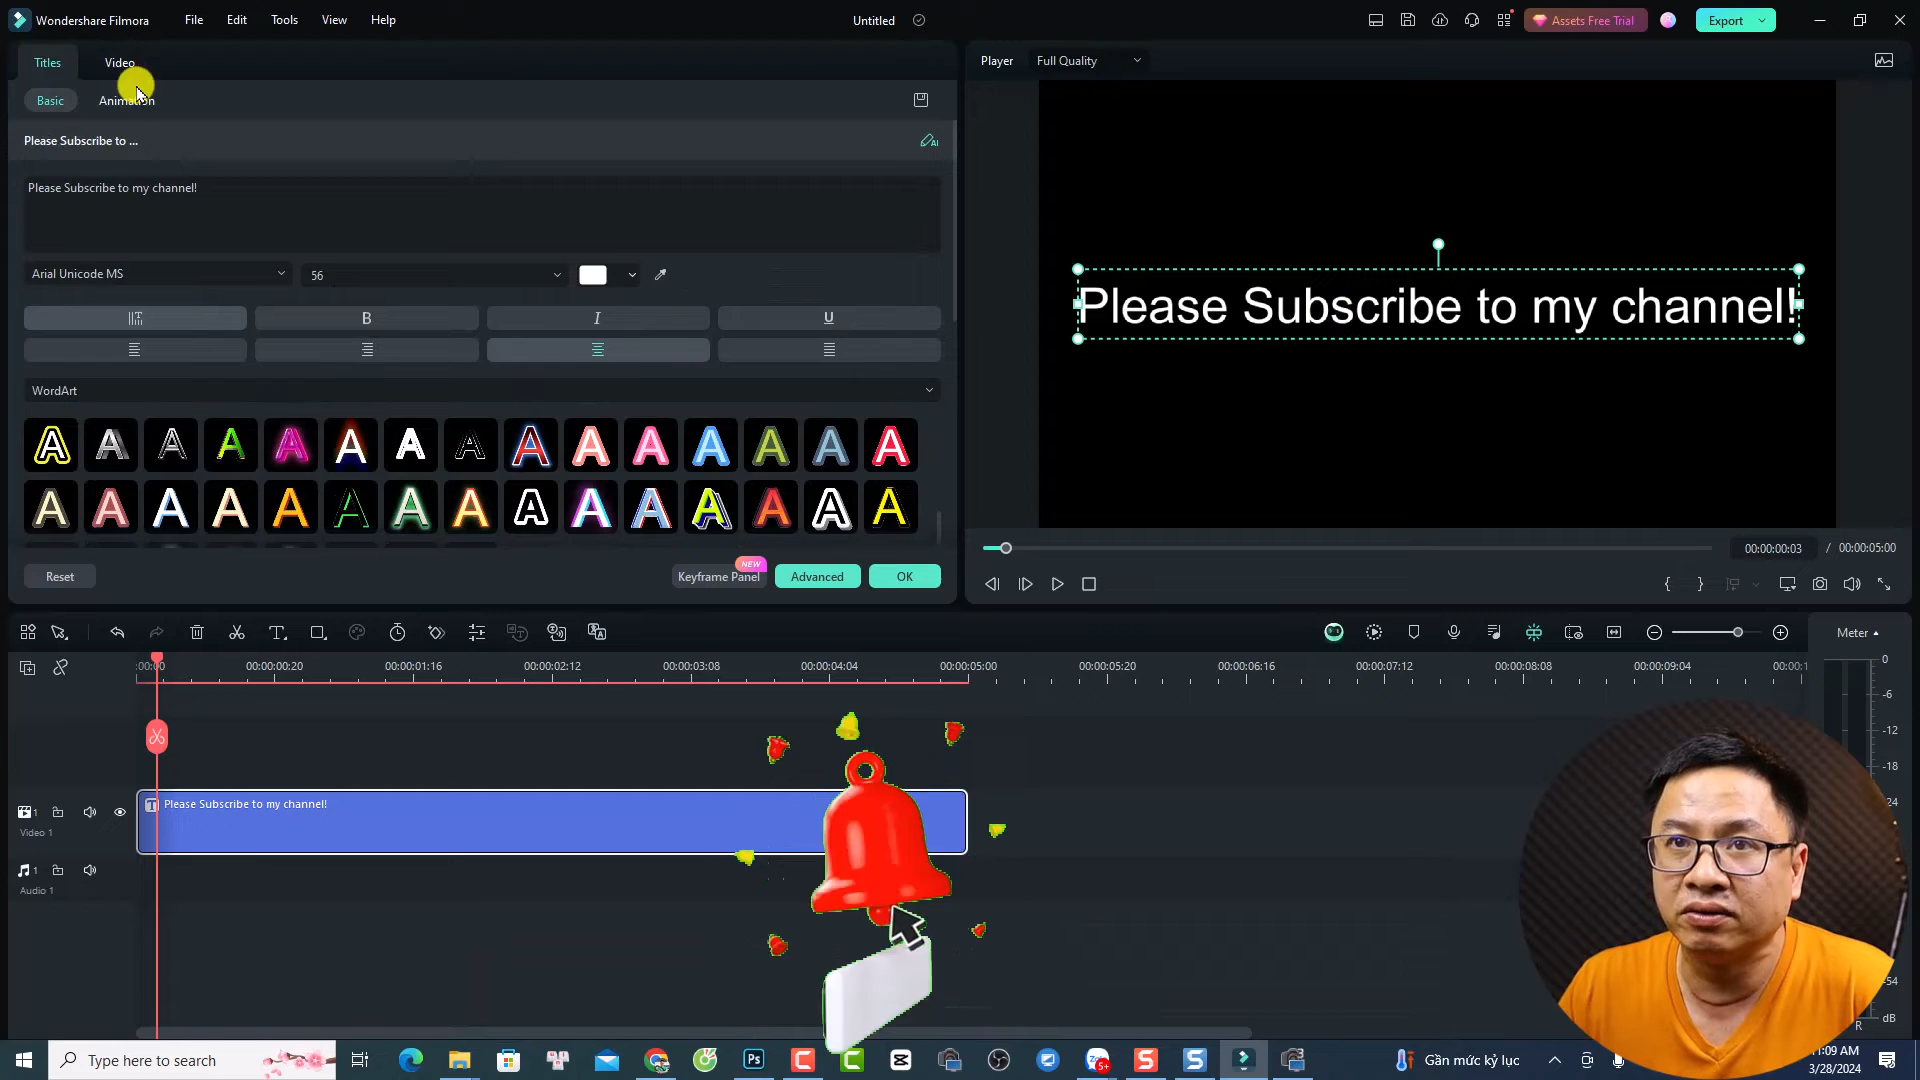 Wondershare Filmora File Edit Tools View Help Untitled Assets Free Trial Export
Titles Video Player Full Quality
Basic Animation
Please Subscribe to ... AI
Please Subscribe to my channel!
Arial Unicode MS 56
B I U
WordArt
A A A A A A A A A A A A A A A
A A A A A A A A A A A A A A A
Please Subscribe to my channel!
NEW
Reset Keyframe Panel Advanced OK
00:00:00:03 / 00:00:05:00
Meter
:00:00 00:00:00:20 00:00:01:16 00:00:02:12 00:00:03:08 00:00:04:04 00:00:05:00 00:00:05:20 00:00:06:16 00:00:07:12 00:00:08:08 00:00:09:04 00:00:1
0
-6
-12
-18
24
-54
dB
R
1 T Please Subscribe to my channel!
Video 1
1
Audio 1
Type here to search Ps C C Zalo 5+ S S Gần mức kỷ lục
11:09 AM
3/28/2024